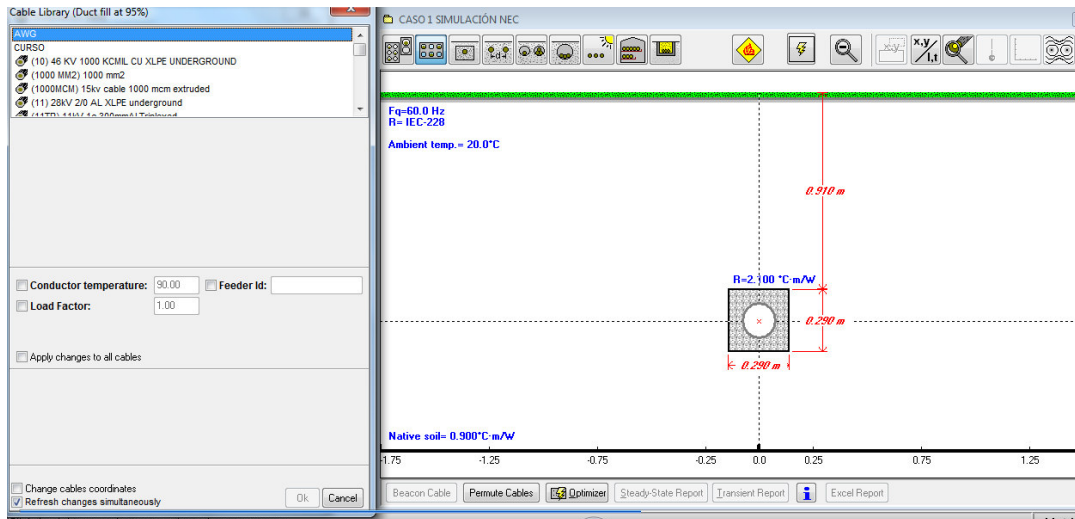 Cable Library (Duct fill at 95%)
AWG
CURSO
(10) 46 KV 1000 KCMIL CU XLPE UNDERGROUND
(1000 MM2) 1000 mm2
(1000MCM) 15kv cable 1000 mcm extruded
(11) 28kV 2/0 AL XLPE underground
Conductor temperature: 90.00 Feeder Id:
Load Factor: 1.00
Apply changes to all cables
Change cables coordinates
Refresh changes simultaneously
Ok Cancel
CASO 1 SIMULACIÓN NEC
x,y
x,y
I,t
Fq=60.0 Hz
R= IEC-228
Ambient temp.= 20.0°C
0.910 m
R=2.100 °C·m/W
0.290 m
0.290 m
Native soil= 0.900°C·m/W
-1.75 -1.25 -0.75 -0.25 0.0 0.25 0.75 1.25
Beacon Cable Permute Cables Optimizer Steady-State Report Transient Report i Excel Report